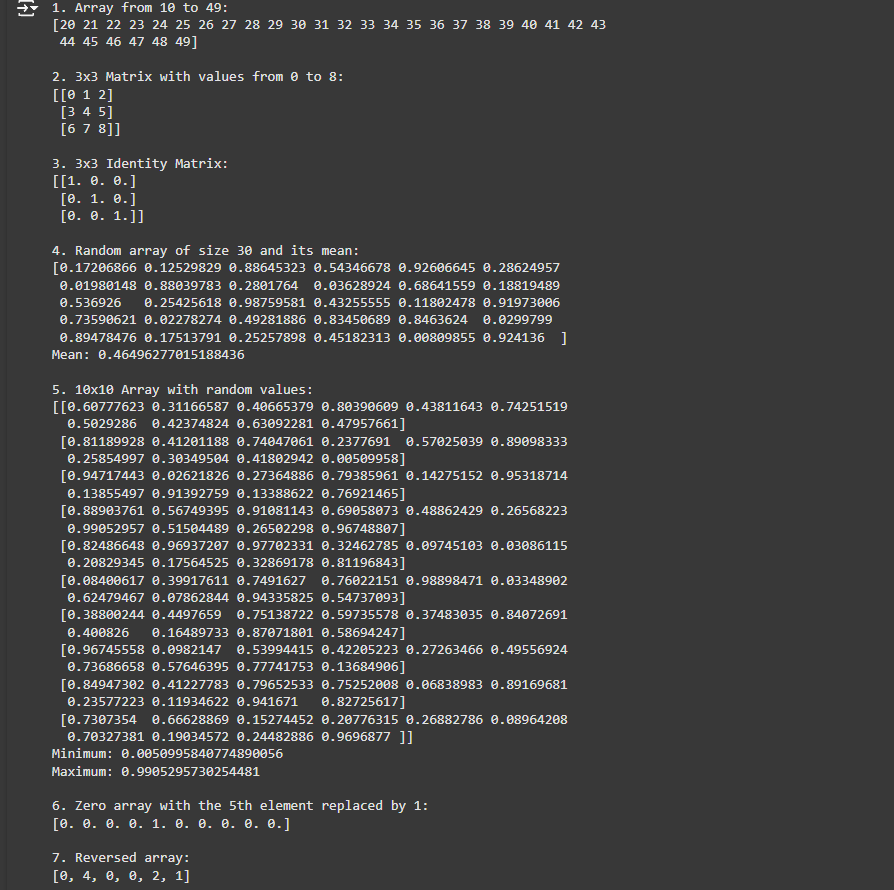 1. Array from 10 to 49:
[20 21 22 23 24 25 26 27 28 29 30 31 32 33 34 35 36 37 38 39 40 41 42 43
 44 45 46 47 48 49]

2. 3x3 Matrix with values from 0 to 8:
[[0 1 2]
 [3 4 5]
 [6 7 8]]

3. 3x3 Identity Matrix:
[[1. 0. 0.]
 [0. 1. 0.]
 [0. 0. 1.]]

4. Random array of size 30 and its mean:
[0.17206866 0.12529829 0.88645323 0.54346678 0.92606645 0.28624957
 0.01980148 0.88039783 0.2801764  0.03628924 0.68641559 0.18819489
 0.536926   0.25425618 0.98759581 0.43255555 0.11802478 0.91973006
 0.73590621 0.02278274 0.49281886 0.83450689 0.8463624  0.0299799
 0.89478476 0.17513791 0.25257898 0.45182313 0.00809855 0.924136  ]
Mean: 0.46496277015188436

5. 10x10 Array with random values:
[[0.60777623 0.31166587 0.40665379 0.80390609 0.43811643 0.74251519
  0.5029286  0.42374824 0.63092281 0.47957661]
 [0.81189928 0.41201188 0.74047061 0.2377691  0.57025039 0.89098333
  0.25854997 0.30349504 0.41802942 0.00509958]
 [0.94717443 0.02621826 0.27364886 0.79385961 0.14275152 0.95318714
  0.13855497 0.91392759 0.13388622 0.76921465]
 [0.88903761 0.56749395 0.91081143 0.69058073 0.48862429 0.26568223
  0.99052957 0.51504489 0.26502298 0.96748807]
 [0.82486648 0.96937207 0.97702331 0.32462785 0.09745103 0.03086115
  0.20829345 0.17564525 0.32869178 0.81196843]
 [0.08400617 0.39917611 0.7491627  0.76022151 0.98898471 0.03348902
  0.62479467 0.07862844 0.94335825 0.54737093]
 [0.38800244 0.4497659  0.75138722 0.59735578 0.37483035 0.84072691
  0.400826   0.16489733 0.87071801 0.58694247]
 [0.96745558 0.0982147  0.53994415 0.42205223 0.27263466 0.49556924
  0.73686658 0.57646395 0.77741753 0.13684906]
 [0.84947302 0.41227783 0.79652533 0.75252008 0.06838983 0.89169681
  0.23577223 0.11934622 0.941671   0.82725617]
 [0.7307354  0.66628869 0.15274452 0.20776315 0.26882786 0.08964208
  0.70327381 0.19034572 0.24482886 0.9696877 ]]
Minimum: 0.0050995840774890056
Maximum: 0.9905295730254481

6. Zero array with the 5th element replaced by 1:
[0. 0. 0. 0. 1. 0. 0. 0. 0. 0.]

7. Reversed array:
[0, 4, 0, 0, 2, 1]